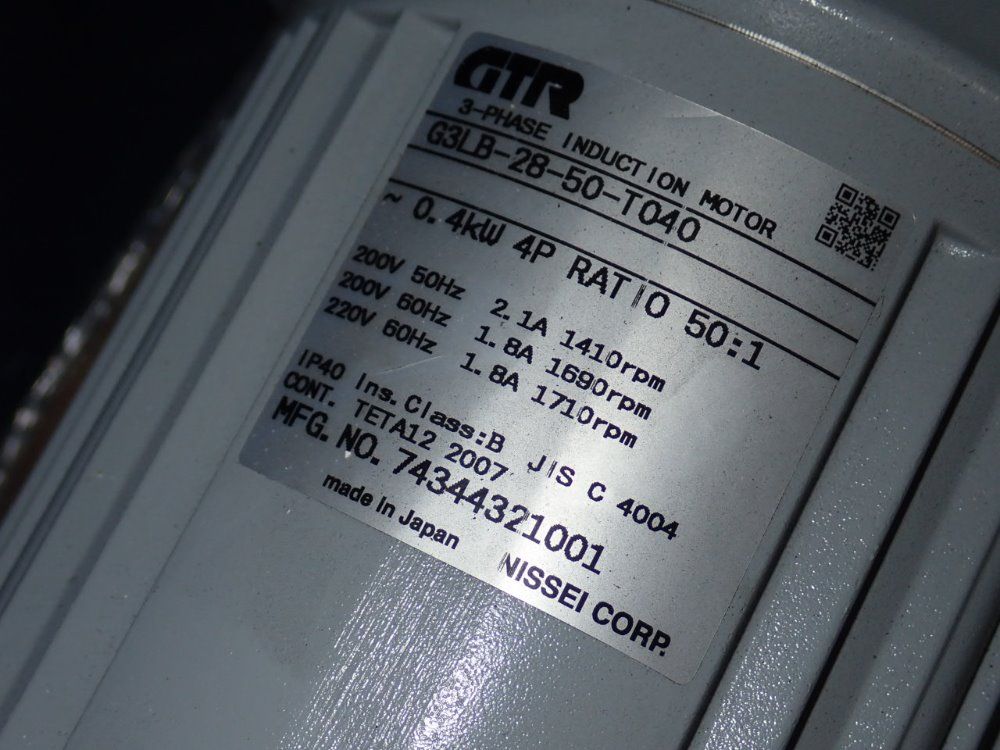 GTR
3-PHASE INDUCTION MOTOR
G3LB-28-50-T040
~ 0.4kW 4P RATIO 50:1
200V 50Hz 2.1A 1410rpm
200V 60Hz 1.8A 1690rpm
220V 60Hz 1.8A 1710rpm
IP40 Ins.Class:B JIS C 4004
CONT. TETA12 2007
MFG. NO. 74344321001
made in Japan NISSEI CORP.